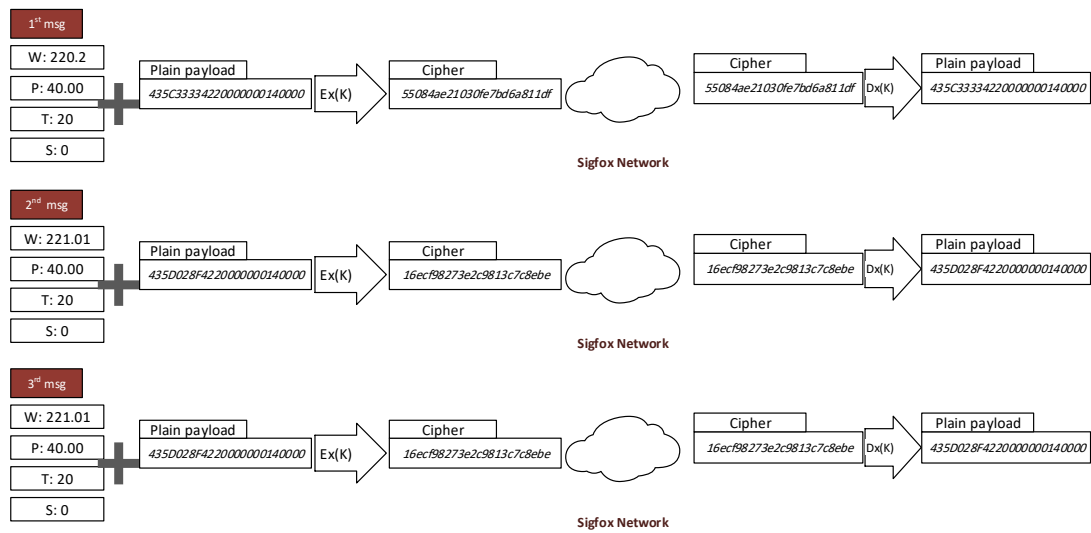 1st msg
W: 220.2
P: 40.00
T: 20
S: 0
Plain payload
435C33334220000000140000
Ex(K)
Cipher
55084ae21030fe7bd6a811df
Sigfox Network
Cipher
55084ae21030fe7bd6a811df
Dx(K)
Plain payload
435C33334220000000140000
2nd msg
W: 221.01
P: 40.00
T: 20
S: 0
Plain payload
435D028F4220000000140000
Ex(K)
Cipher
16ecf98273e2c9813c7c8ebe
Sigfox Network
Cipher
16ecf98273e2c9813c7c8ebe
Dx(K)
Plain payload
435D028F4220000000140000
3rd msg
W: 221.01
P: 40.00
T: 20
S: 0
Plain payload
435D028F4220000000140000
Ex(K)
Cipher
16ecf98273e2c9813c7c8ebe
Sigfox Network
Cipher
16ecf98273e2c9813c7c8ebe
Dx(K)
Plain payload
435D028F4220000000140000